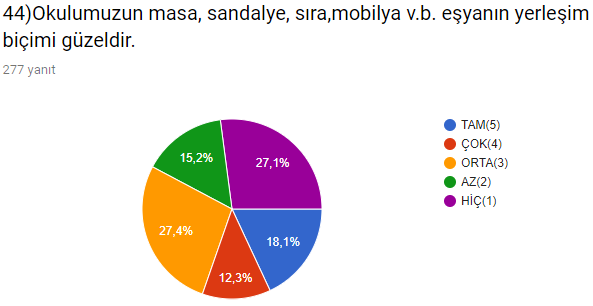 44)Okulumuzun masa, sandalye, sıra,mobilya v.b. eşyanın yerleşim
biçimi güzeldir.
277 yanıt
TAM(5)
ÇOK(4)
ORTA(3)
AZ(2)
HİÇ(1)
15,2%
27,1%
27,4%
18,1%
12,3%